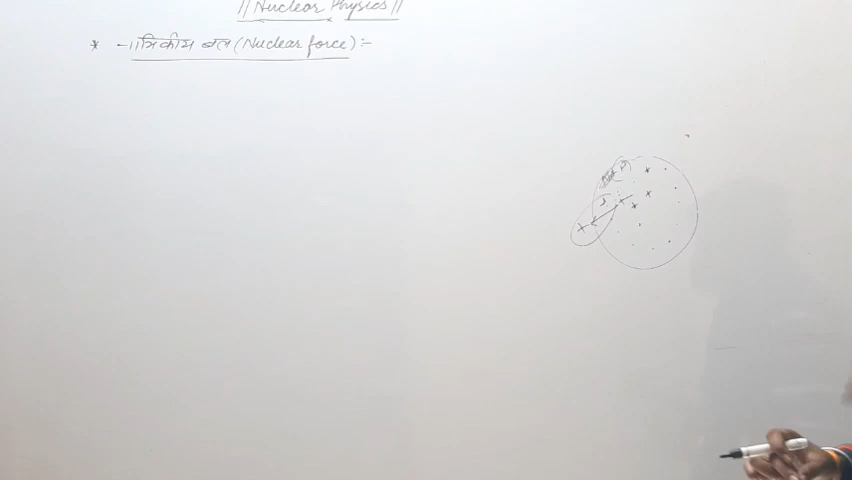 || Nuclear Physics ||
* नाभिकीय बल (Nuclear force) :-